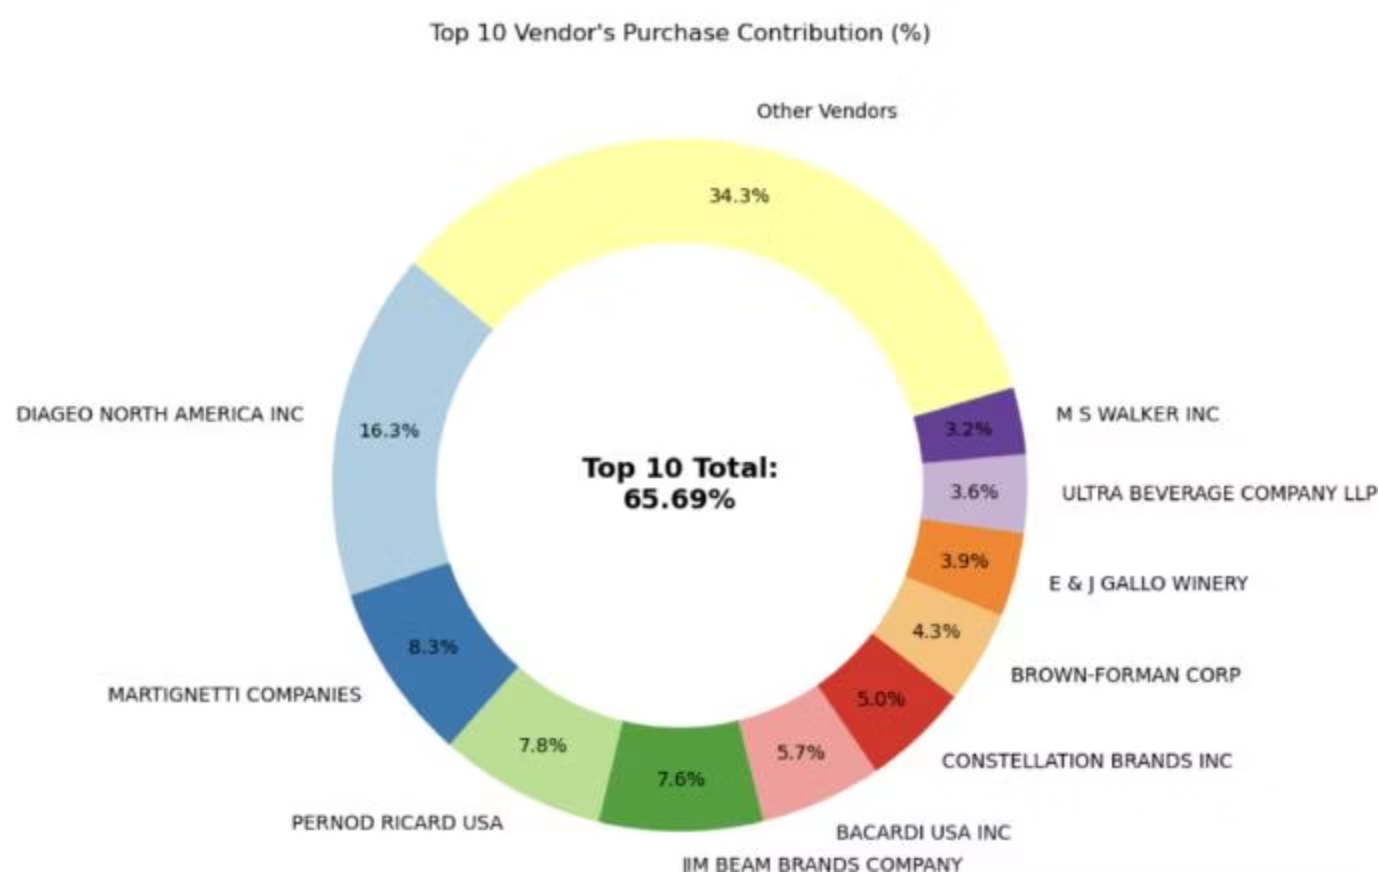 Top 10 Vendor's Purchase Contribution (%)
Other Vendors
34.3%
DIAGEO NORTH AMERICA INC
16.3%
M S WALKER INC
3.2%
Top 10 Total:
65.69%
3.6%
ULTRA BEVERAGE COMPANY LLP
3.9%
E & J GALLO WINERY
4.3%
BROWN-FORMAN CORP
8.3%
MARTIGNETTI COMPANIES
5.0%
CONSTELLATION BRANDS INC
7.8%
PERNOD RICARD USA
7.6%
JIM BEAM BRANDS COMPANY
5.7%
BACARDI USA INC